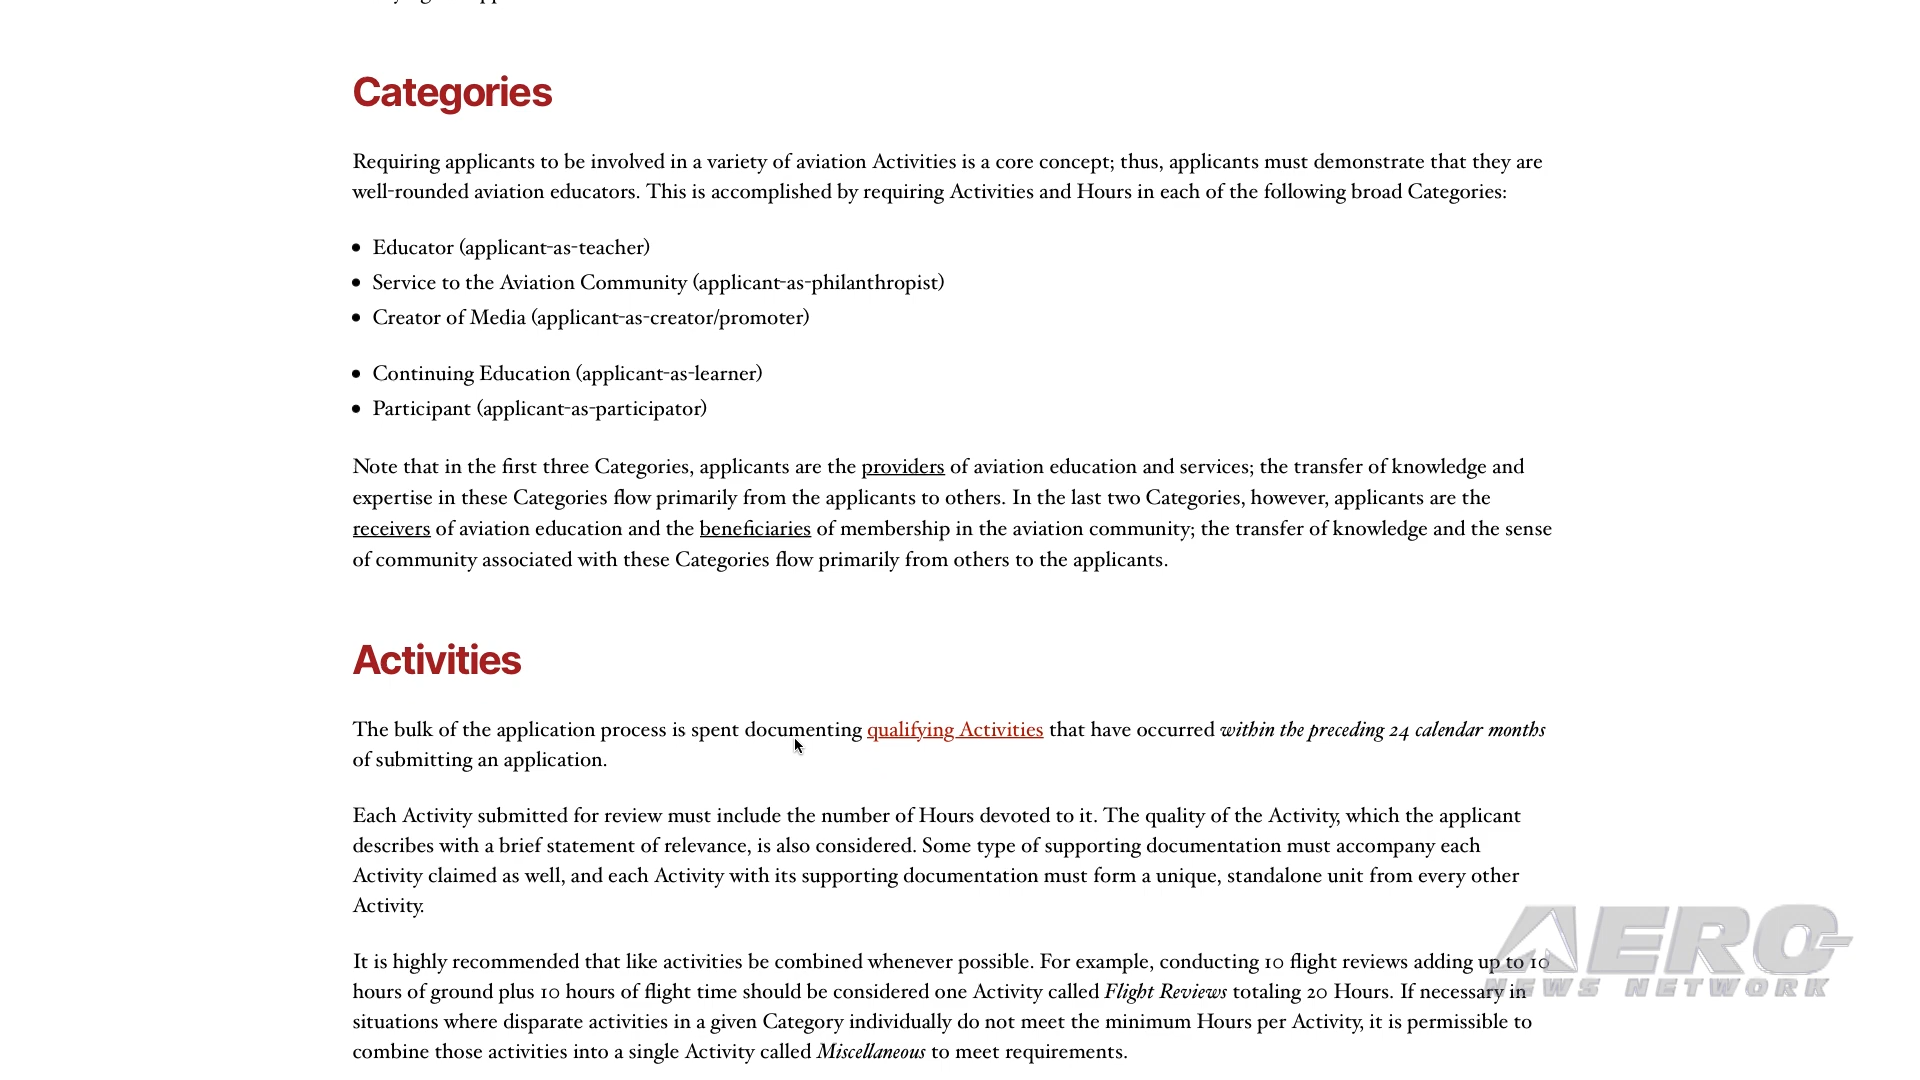 Categories
Requiring applicants to be involved in a variety of aviation Activities is a core concept; thus, applicants must demonstrate that they are
well-rounded aviation educators. This is accomplished by requiring Activities and Hours in each of the following broad Categories:
• Educator (applicant-as-teacher)
• Service to the Aviation Community (applicant-as-philanthropist)
• Creator of Media (applicant-as-creator/promoter)
• Continuing Education (applicant-as-learner)
• Participant (applicant-as-participator)
Note that in the first three Categories, applicants are the providers of aviation education and services; the transfer of knowledge and
expertise in these Categories flow primarily from the applicants to others. In the last two Categories, however, applicants are the
receivers of aviation education and the beneficiaries of membership in the aviation community; the transfer of knowledge and the sense
of community associated with these Categories flow primarily from others to the applicants.
Activities
The bulk of the application process is spent documenting qualifying Activities that have occurred within the preceding 24 calendar months
of submitting an application.
Each Activity submitted for review must include the number of Hours devoted to it. The quality of the Activity, which the applicant
describes with a brief statement of relevance, is also considered. Some type of supporting documentation must accompany each
Activity claimed as well, and each Activity with its supporting documentation must form a unique, standalone unit from every other
Activity.
It is highly recommended that like activities be combined whenever possible. For example, conducting 10 flight reviews adding up to 10
hours of ground plus 10 hours of flight time should be considered one Activity called Flight Reviews totaling 20 Hours. If necessary in
situations where disparate activities in a given Category individually do not meet the minimum Hours per Activity, it is permissible to
combine those activities into a single Activity called Miscellaneous to meet requirements.
AERO-
NEWS NETWORK